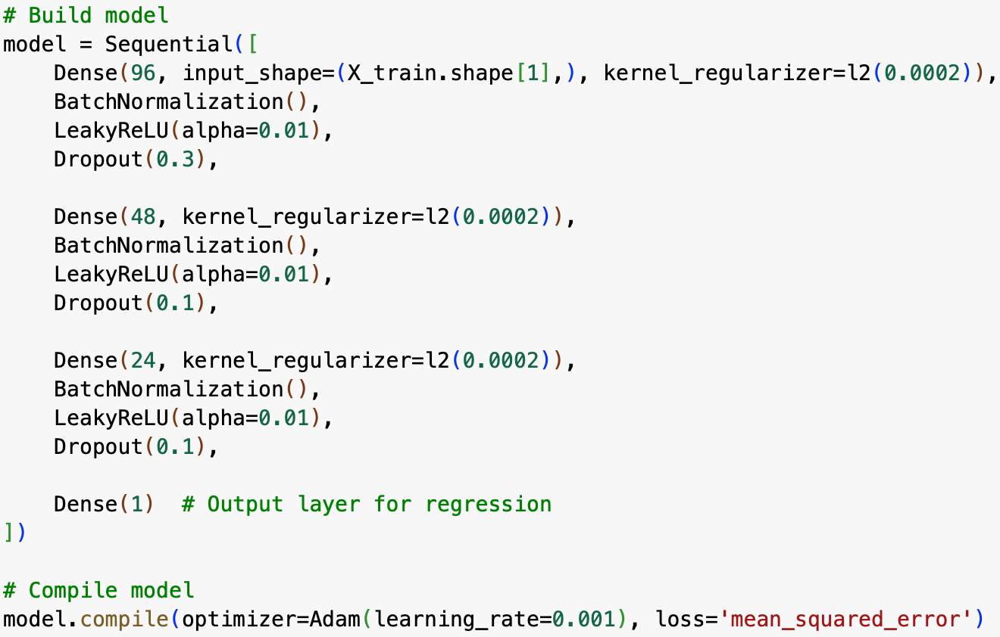 # Build model
model = Sequential([
    Dense(96, input_shape=(X_train.shape[1],), kernel_regularizer=l2(0.0002)),
    BatchNormalization(),
    LeakyReLU(alpha=0.01),
    Dropout(0.3),

    Dense(48, kernel_regularizer=l2(0.0002)),
    BatchNormalization(),
    LeakyReLU(alpha=0.01),
    Dropout(0.1),

    Dense(24, kernel_regularizer=l2(0.0002)),
    BatchNormalization(),
    LeakyReLU(alpha=0.01),
    Dropout(0.1),

    Dense(1)  # Output layer for regression
])

# Compile model
model.compile(optimizer=Adam(learning_rate=0.001), loss='mean_squared_error')